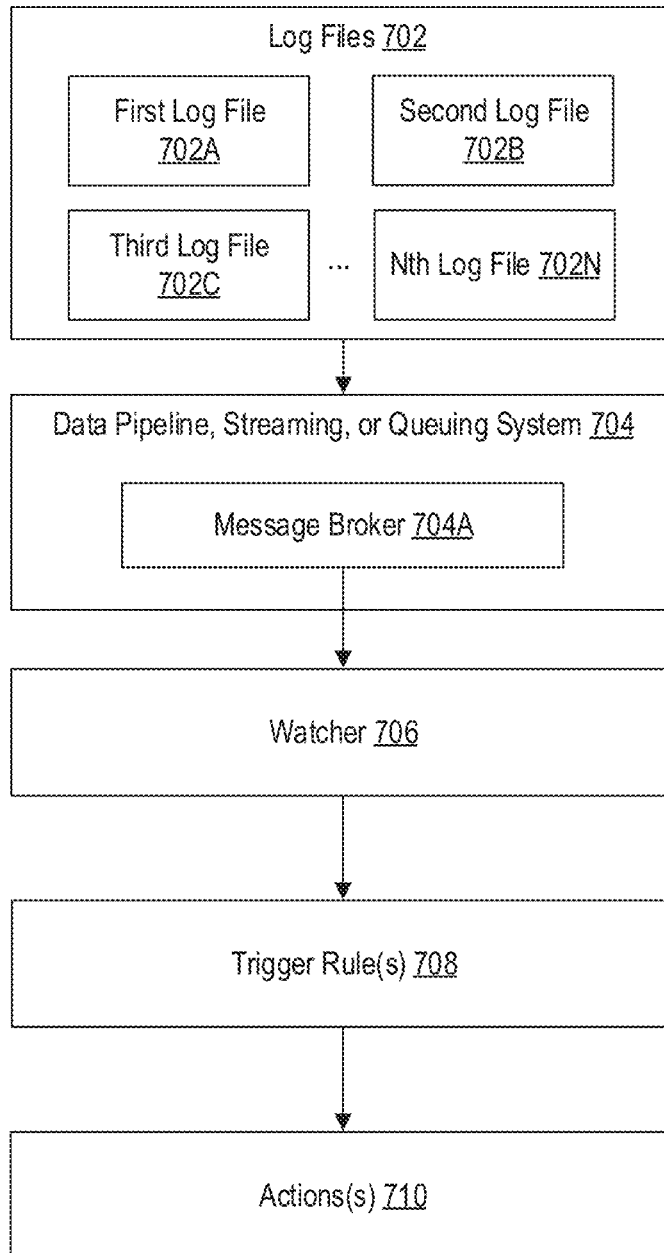 Log Files 702
First Log File
702A
Second Log File
702B
Third Log File
702C
...
Nth Log File 702N
Data Pipeline, Streaming, or Queuing System 704
Message Broker 704A
Watcher 706
Trigger Rule(s) 708
Actions(s) 710